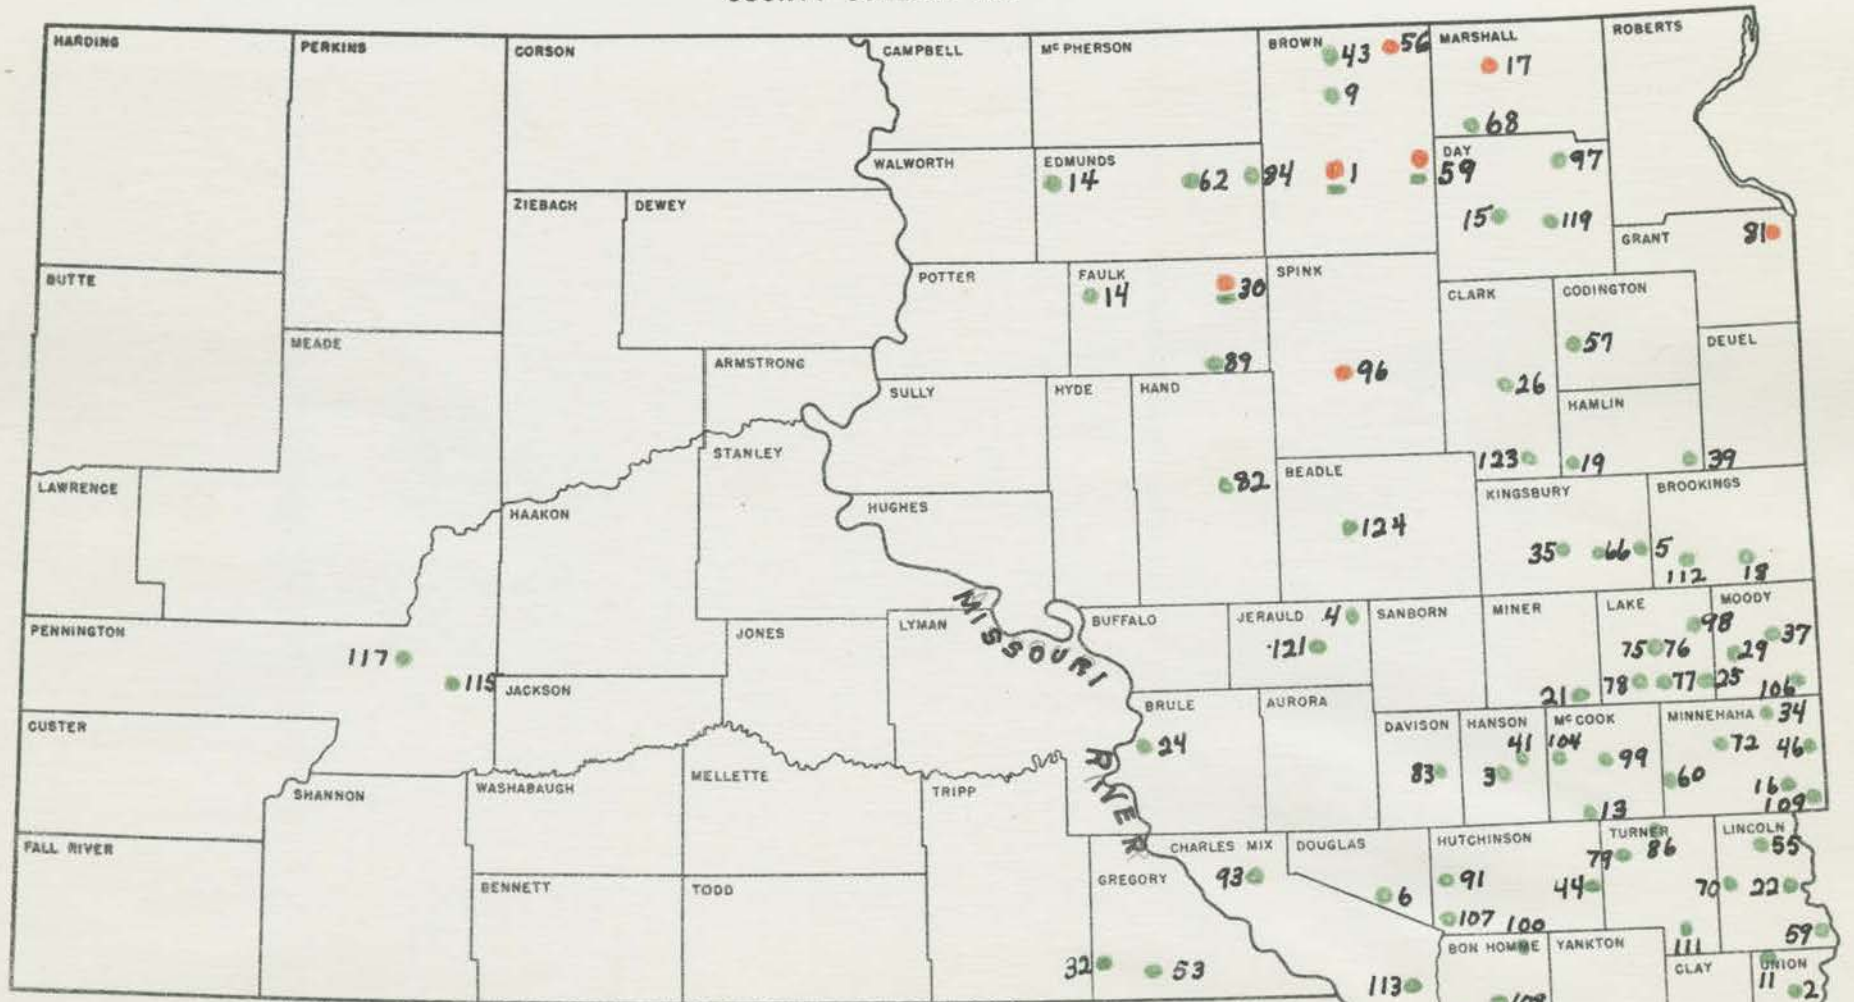 HARDING PERKINS CORSON CAMPBELL McPHERSON BROWN 43 56 MARSHALL ROBERTS
17
9
68
WALWORTH EDMUNDS DAY 97
14 62 84 1 59
ZIEBACH DEWEY
15 119
GRANT 81
BUTTE POTTER FAULK SPINK
14 30 CLARK CODINGTON
MEADE 57 DEUEL
ARMSTRONG 89 96
SULLY HYDE HAND 26
HAMLIN
STANLEY 123 19 39
LAWRENCE 82 BEADLE KINGSBURY BROOKINGS
HAAKON HUGHES
124 35 66 5
112 18
MISSOURI
PENNINGTON JONES LYMAN BUFFALO JERAULD 4 SANBORN MINER LAKE MOODY
98 37
117 121 75 76 29
115 JACKSON 21 78 77 25 106
CUSTER BRULE AURORA DAVISON HANSON McCOOK MINNEHAHA 34
24 41 104 72 46
83 3 99 60
RIVER
SHANNON WASHABAUGH MELLETTE TRIPP 16
13 109
FALL RIVER CHARLES MIX DOUGLAS HUTCHINSON TURNER LINCOLN
79 86 55
BENNETT TODD GREGORY 93 91 44 70 22
6
107 100 59
BON HOMME YANKTON 111
32 53 CLAY UNION
113 11 2
108